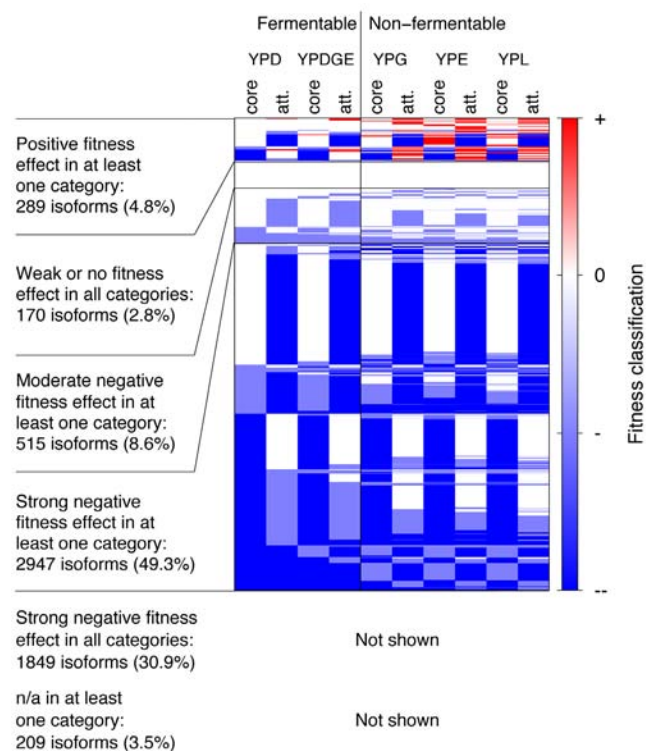 Fermentable Non-fermentable
YPD YPDGE YPG YPE YPL
core att. core att. core att. core att. core att.
Positive fitness
effect in at least
one category:
289 isoforms (4.8%)
Weak or no fitness
effect in all categories:
170 isoforms (2.8%)
Moderate negative
fitness effect in at
least one category:
515 isoforms (8.6%)
Strong negative
fitness effect in at
least one category:
2947 isoforms (49.3%)
Strong negative fitness
effect in all categories:
1849 isoforms (30.9%)
Not shown
n/a in at least
one category:
209 isoforms (3.5%)
Not shown
+
0
-
--
Fitness classification